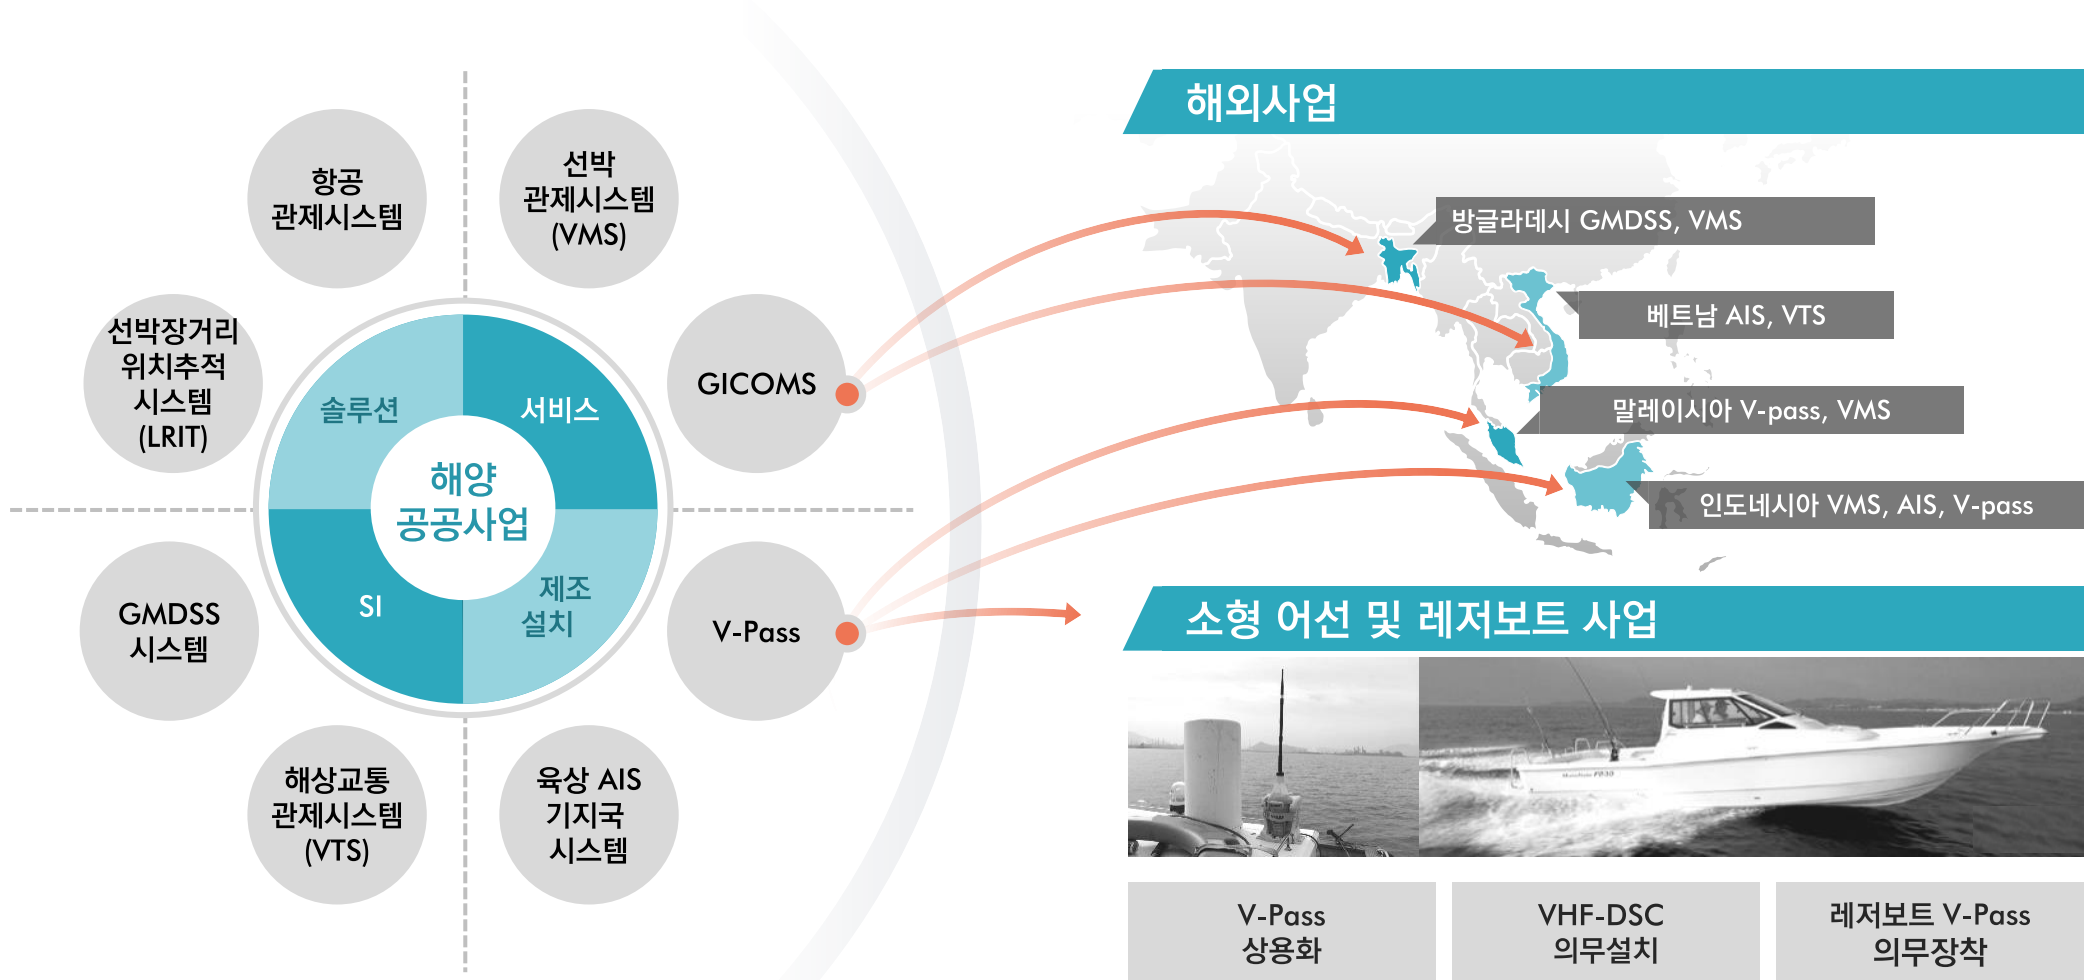 항공
관제시스템
선박
관제시스템
(VMS)
선박장거리
위치추적
시스템
(LRIT)
GICOMS
솔루션
서비스
해양
공공사업
SI
제조
설치
GMDSS
시스템
V-Pass
해상교통
관제시스템
(VTS)
육상 AIS
기지국
시스템
해외사업
방글라데시 GMDSS, VMS
베트남 AIS, VTS
말레이시아 V-pass, VMS
인도네시아 VMS, AIS, V-pass
소형 어선 및 레저보트 사업
V-Pass
상용화
VHF-DSC
의무설치
레저보트 V-Pass
의무장착